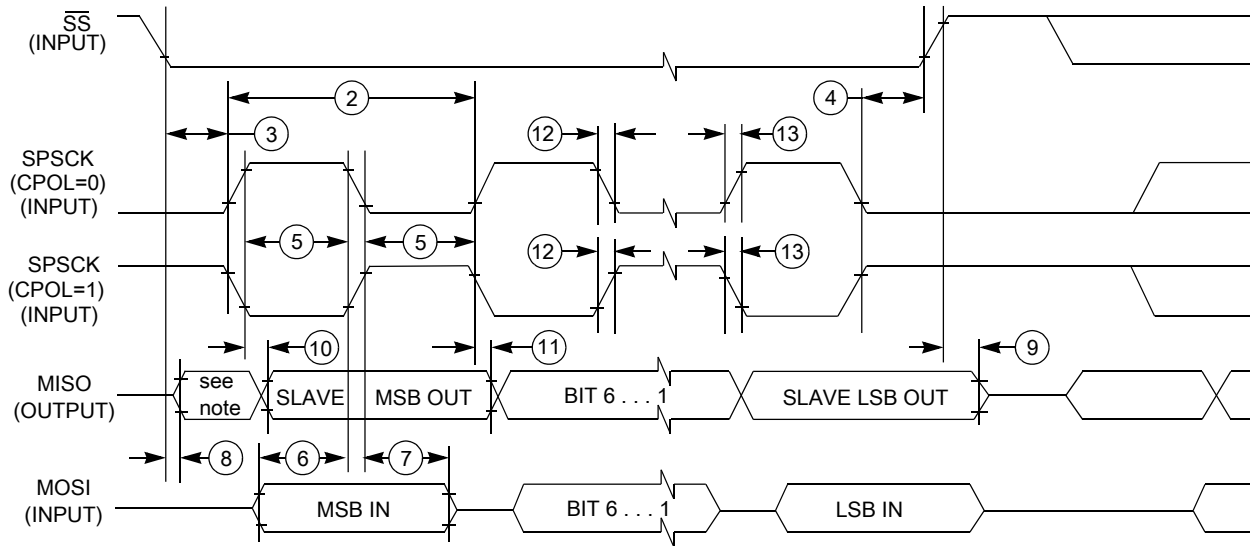 SS
(INPUT)
2
4
3
12
13
SPSCK
(CPOL=0)
(INPUT)
5
5
12
13
SPSCK
(CPOL=1)
(INPUT)
10
11
9
MISO
(OUTPUT)
see
note
SLAVE
MSB OUT
BIT 6 . . . 1
SLAVE LSB OUT
8
6
7
MOSI
(INPUT)
MSB IN
BIT 6 . . . 1
LSB IN